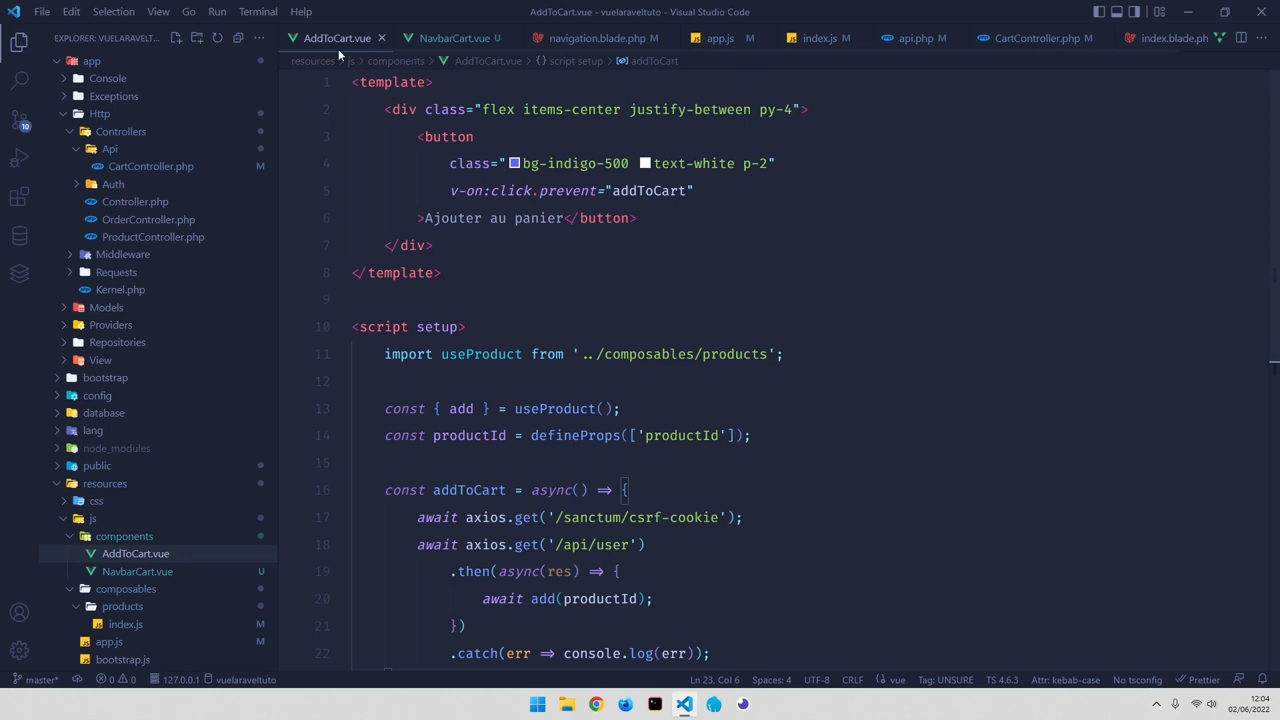 File Edit Selection View Go Run Terminal Help
AddToCart.vue - vuelaraveltuto - Visual Studio Code
EXPLORER: VUELARAVELT...
AddToCart.vue
NavbarCart.vue U
navigation.blade.php M
app.js M
index.js M
api.php M
CartController.php M
index.blade.ph
resources
js
components
AddToCart.vue
script setup
addToCart
app
Console
Exceptions
Http
Controllers
Api
CartController.php M
Auth
Controller.php
OrderController.php
ProductController.php
Middleware
Requests
Kernel.php
Models
Providers
Repositories
View
bootstrap
config
database
lang
node_modules
public
resources
css
js
components
AddToCart.vue
NavbarCart.vue U
composables
products
index.js M
app.js M
bootstrap.js
10
1 <template>
2 <div class="flex items-center justify-between py-4">
3 <button
4 class="bg-indigo-500 text-white p-2"
5 v-on:click.prevent="addToCart"
6 >Ajouter au panier</button>
7 </div>
8 </template>
9
10 <script setup>
11 import useProduct from '../composables/products';
12
13 const { add } = useProduct();
14 const productId = defineProps(['productId']);
15
16 const addToCart = async() => {
17 await axios.get('/sanctum/csrf-cookie');
18 await axios.get('/api/user')
19 .then(async(res) => {
20 await add(productId);
21 })
22 .catch(err => console.log(err));
master*
0 0
127.0.0.1
vuelaraveltuto
Ln 23, Col 6
Spaces: 4
UTF-8
CRLF
vue
Tag: UNSURE
TS 4.6.3
Attr: kebab-case
No tsconfig
Prettier
12:04
02/06/2022